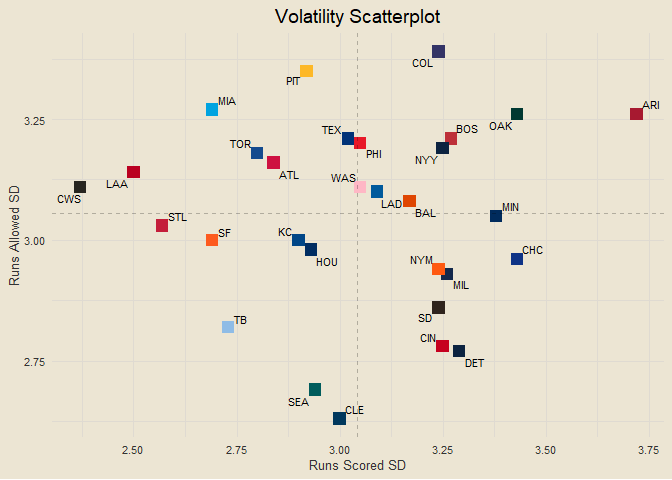 Volatility Scatterplot
COL
PIT
MIA
ARI
OAK
BOS
TEX
NYY
PHI
TOR
ATL
WAS
LAA
CWS
LAD
BAL
MIN
STL
SF
KC
HOU
CHC
NYM
MIL
SD
TB
CIN
DET
SEA
CLE
3.25
3.00
2.75
Runs Allowed SD
2.50 2.75 3.00 3.25 3.50 3.75
Runs Scored SD